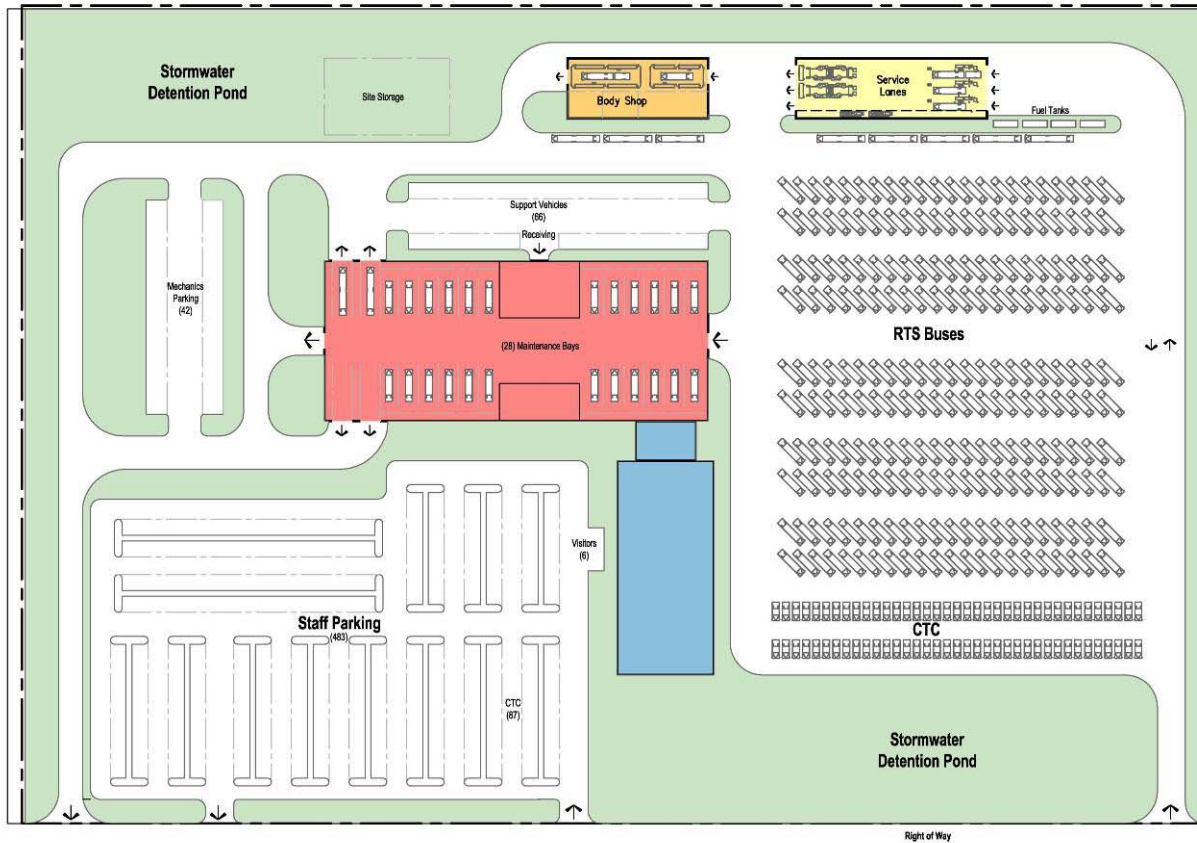 Stormwater
Detention Pond
Site Storage
Body Shop
Service
Lanes
Fuel Tanks
Support Vehicles
(66)
Receiving
Mechanics
Parking
(42)
(28) Maintenance Bays
RTS Buses
Visitors
(6)
Staff Parking
(483)
CTC
CTC
(87)
Stormwater
Detention Pond
Right of Way